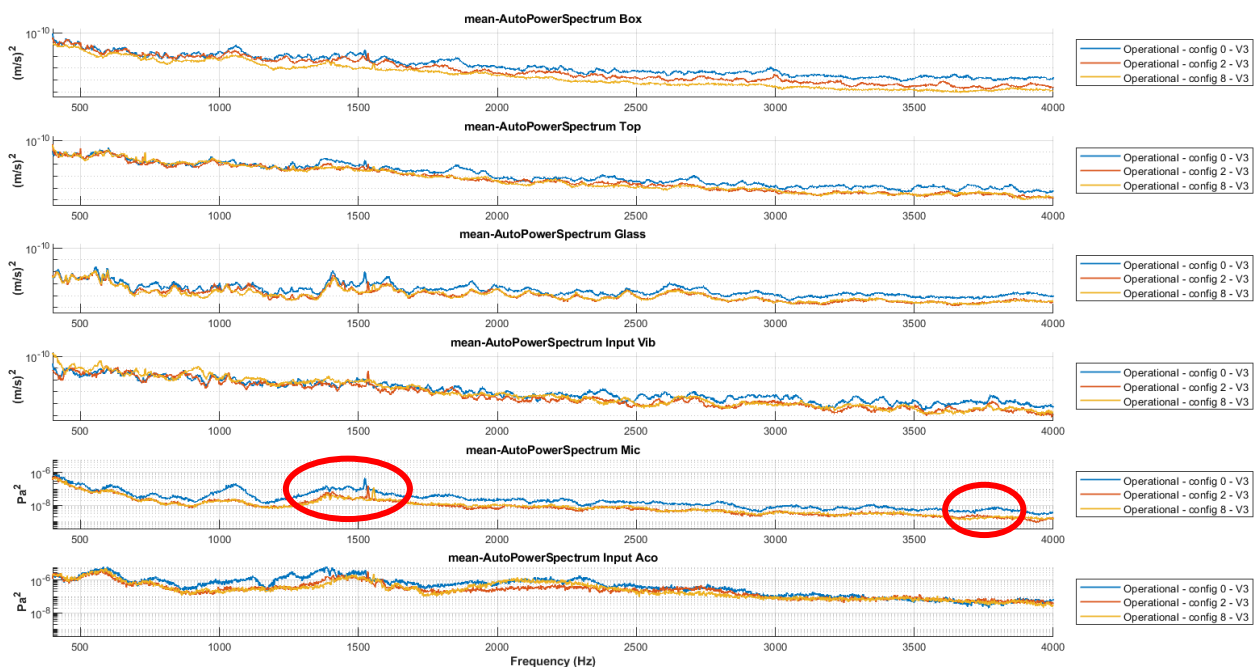 mean-AutoPowerSpectrum Box
10^-10
(m/s)^2
500 1000 1500 2000 2500 3000 3500 4000
Operational - config 0 - V3
Operational - config 2 - V3
Operational - config 8 - V3
mean-AutoPowerSpectrum Top
10^-10
(m/s)^2
500 1000 1500 2000 2500 3000 3500 4000
Operational - config 0 - V3
Operational - config 2 - V3
Operational - config 8 - V3
mean-AutoPowerSpectrum Glass
10^-10
(m/s)^2
500 1000 1500 2000 2500 3000 3500 4000
Operational - config 0 - V3
Operational - config 2 - V3
Operational - config 8 - V3
mean-AutoPowerSpectrum Input Vib
10^-10
(m/s)^2
500 1000 1500 2000 2500 3000 3500 4000
Operational - config 0 - V3
Operational - config 2 - V3
Operational - config 8 - V3
mean-AutoPowerSpectrum Mic
10^-6
10^-8
Pa^2
500 1000 1500 2000 2500 3000 3500 4000
Operational - config 0 - V3
Operational - config 2 - V3
Operational - config 8 - V3
mean-AutoPowerSpectrum Input Aco
10^-6
10^-8
Pa^2
500 1000 1500 2000 2500 3000 3500 4000
Frequency (Hz)
Operational - config 0 - V3
Operational - config 2 - V3
Operational - config 8 - V3